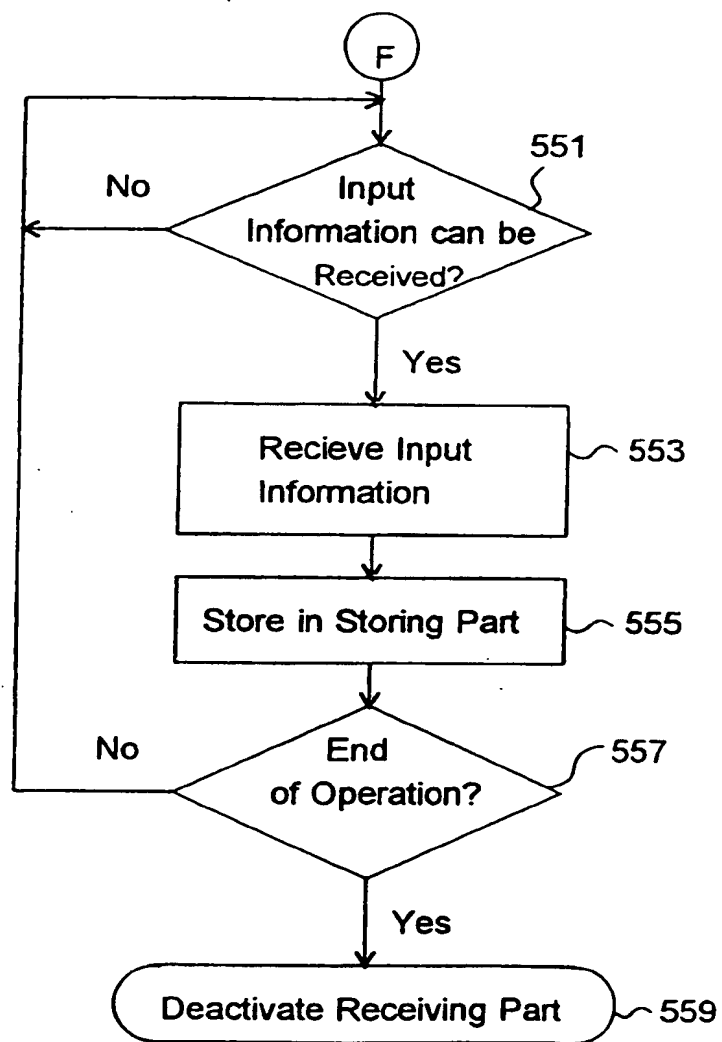 F
551
No
Input
Information can be
Received?
Yes
Recieve Input
Information
553
Store in Storing Part
555
No
End
of Operation?
557
Yes
Deactivate Receiving Part
559